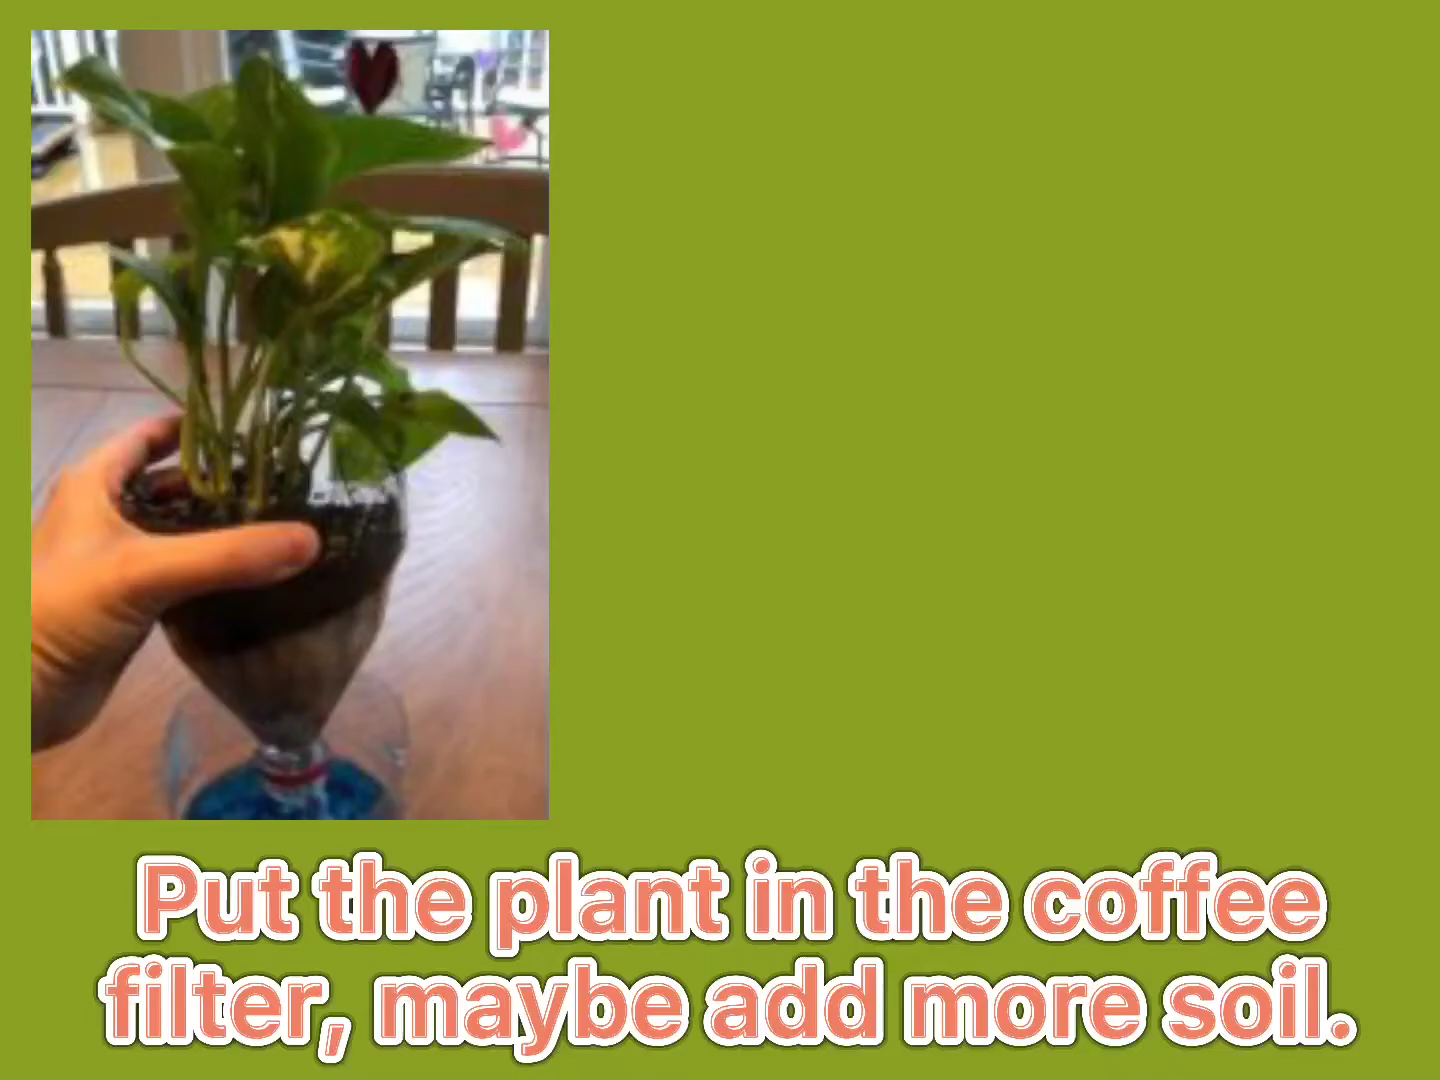 Put the plant in the coffee
filter, maybe add more soil.